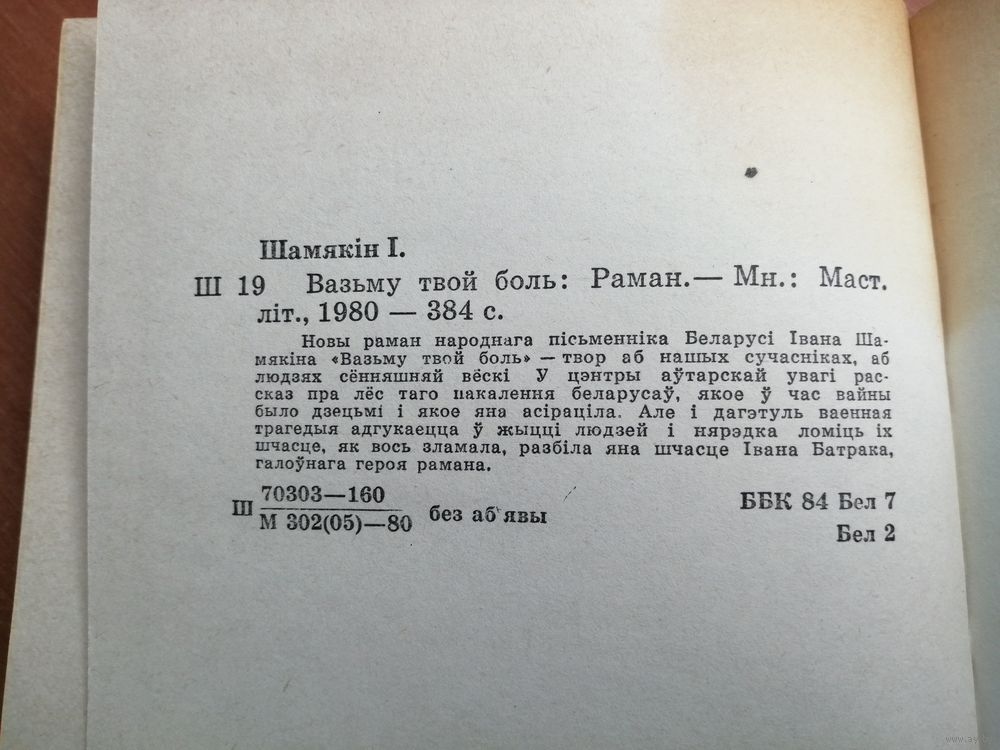 Шамякін І.
Ш 19 Вазьму твой боль: Раман.— Мн.: Маст.
літ., 1980 — 384 с.
Новы раман народнага пісьменніка Беларусі Івана Ша-
мякіна «Вазьму твой боль» — твор аб нашых сучасніках, аб
людзях сённяшняй вёскі У цэнтры аўтарскай увагі рас-
сказ пра лёс таго пакалення беларусаў, якое ў час вайны
было дзецьмі і якое яна асіраціла. Але і дагэтуль ваенная
трагедыя адгукаецца ў жыцці людзей і нярэдка ломіць іх
шчасце, як вось зламала, разбіла яна шчасце Івана Батрака,
галоўнага героя рамана.
Ш 70303—160
М 302(05)—80 без аб'явы
ББК 84 Бел 7
Бел 2